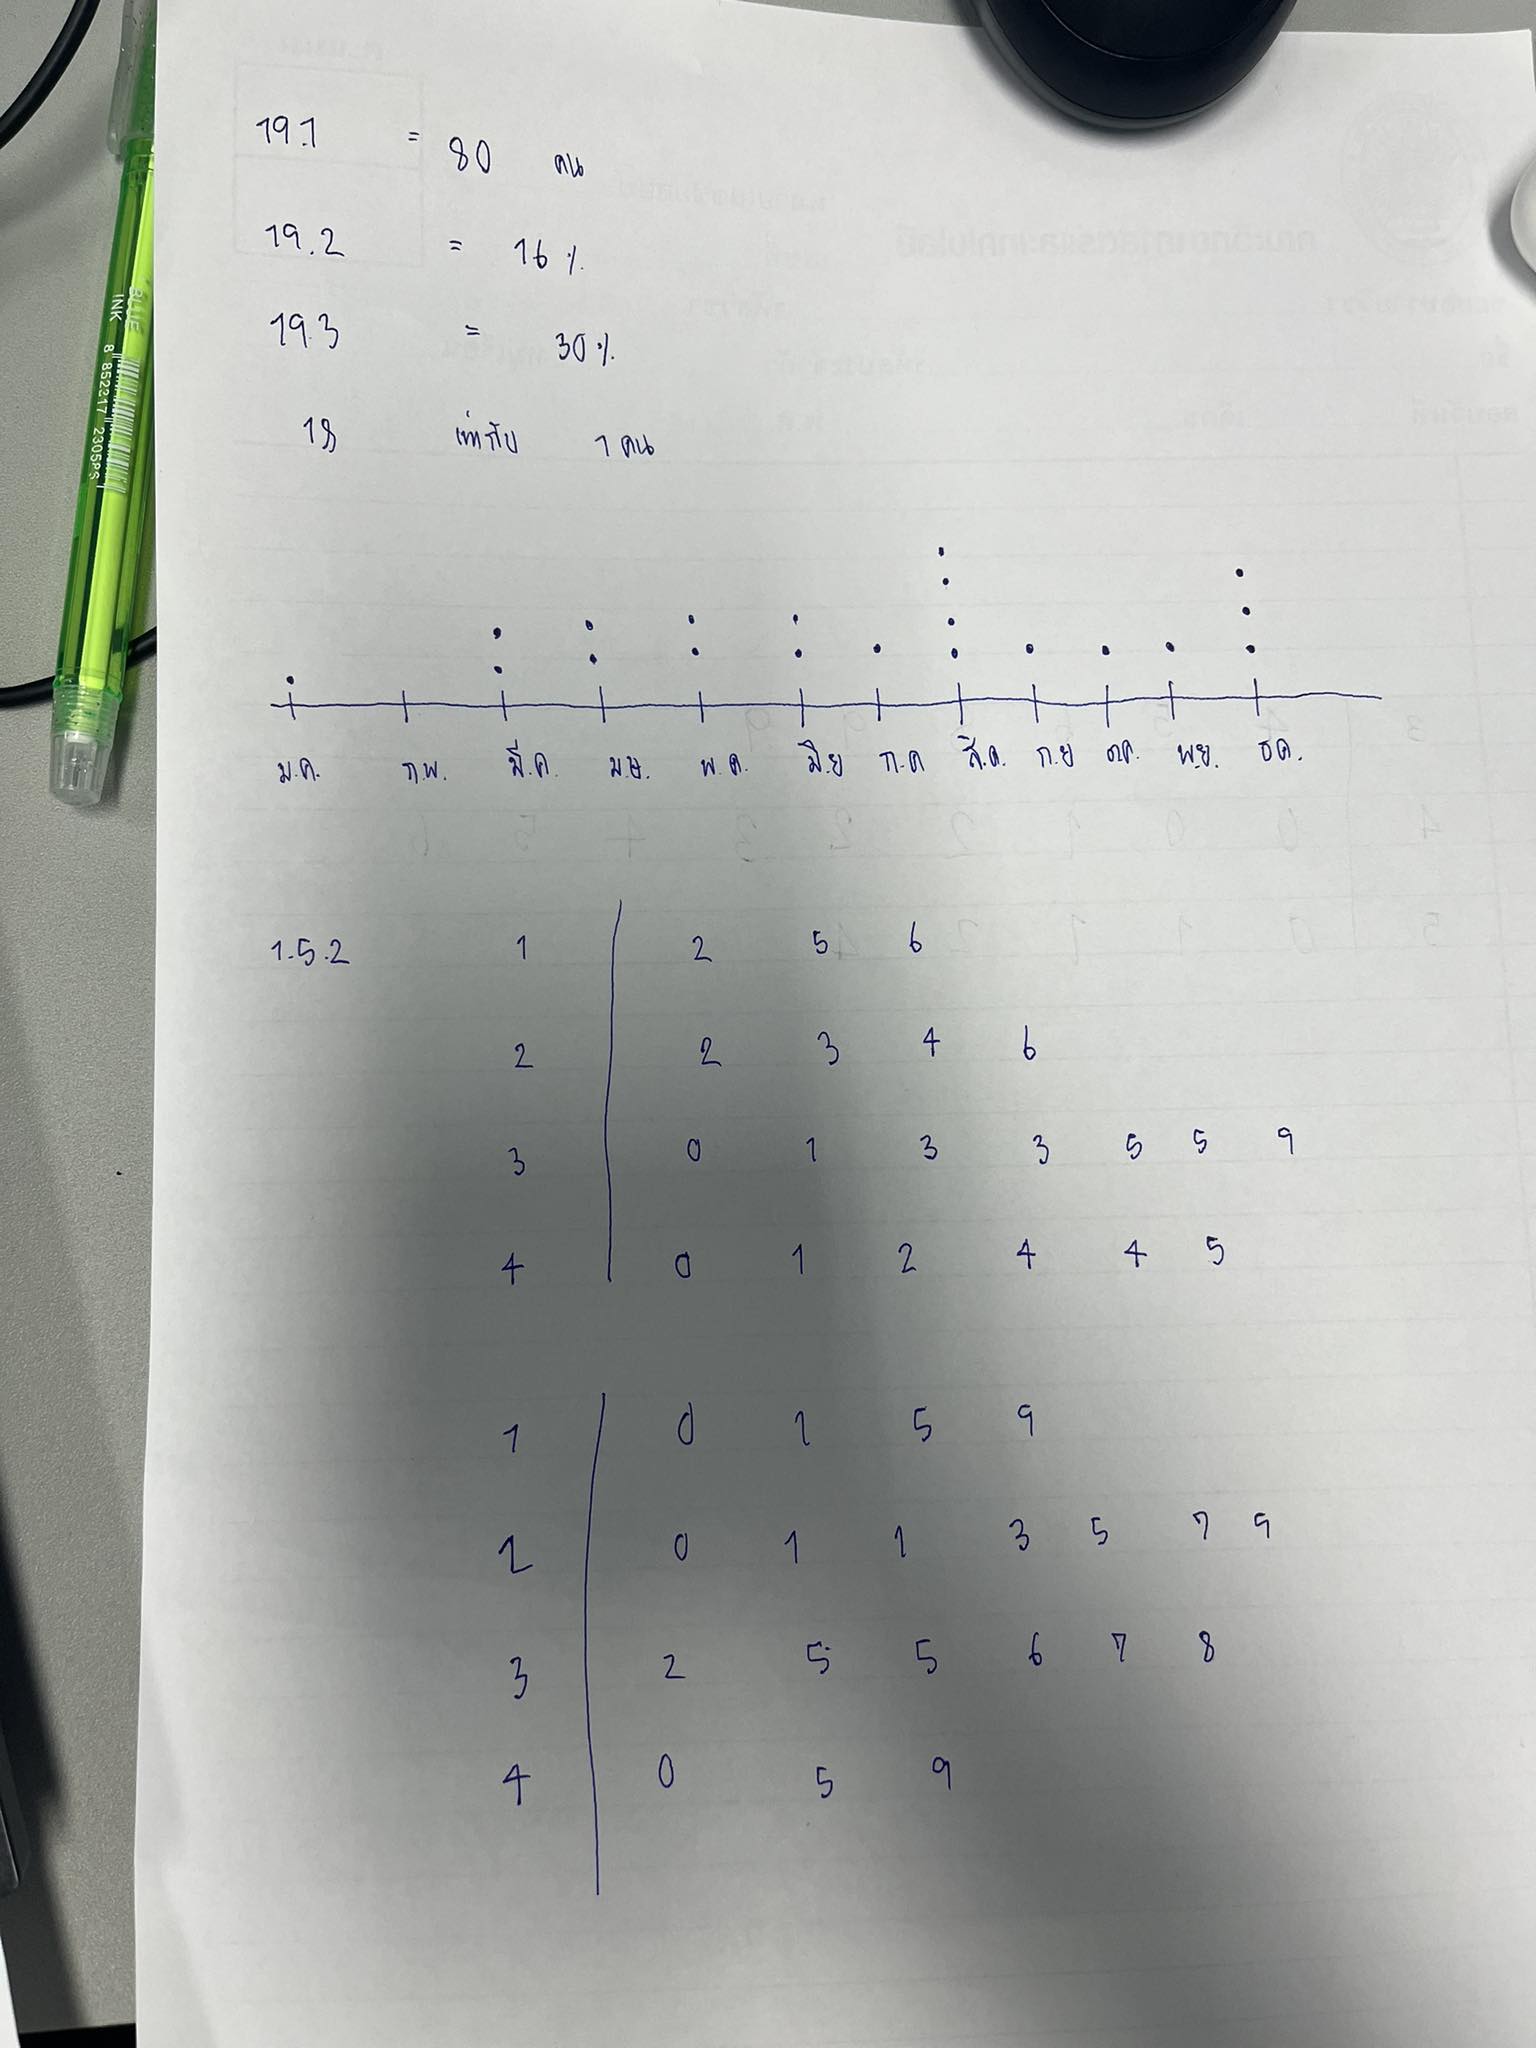 19.1 = 80 คน
19.2 = 16 %
19.3 = 30 %
18 เท่ากับ 1 คน
ม.ค. ก.พ. มี.ค. ม.ษ. พ.ค. มิ.ย ก.ค ส.ค. ก.ย ต.ค. พ.ย. ธ.ค.
1.5.2 1 2 5 6
2 2 3 4 6
3 0 1 3 3 5 5 9
4 0 1 2 4 4 5
1 0 1 5 9
2 0 1 1 3 5 7 9
3 2 5 5 6 7 8
4 0 5 9
BLUE
INK 8 852317 2305PS